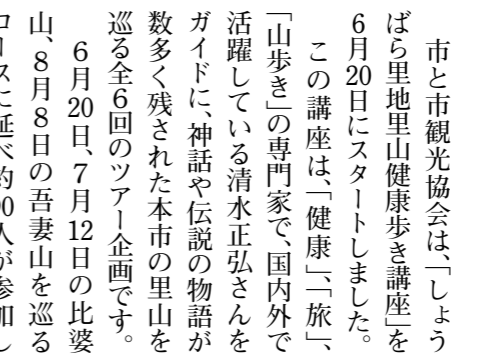 市と市観光協会は、「しょう
ばら里地里山健康歩き講座」を
6月20日にスタートしました。
この講座は、「健康」、「旅」、
「山歩き」の専門家で、国内外で
活躍している清水正弘さんを
ガイドに、神話や伝説の物語が
数多く残された本市の里山を
巡る全6回のツアー企画です。
6月20日、7月12日の比婆
山、8月8日の吾妻山を巡る
コースに延べ約